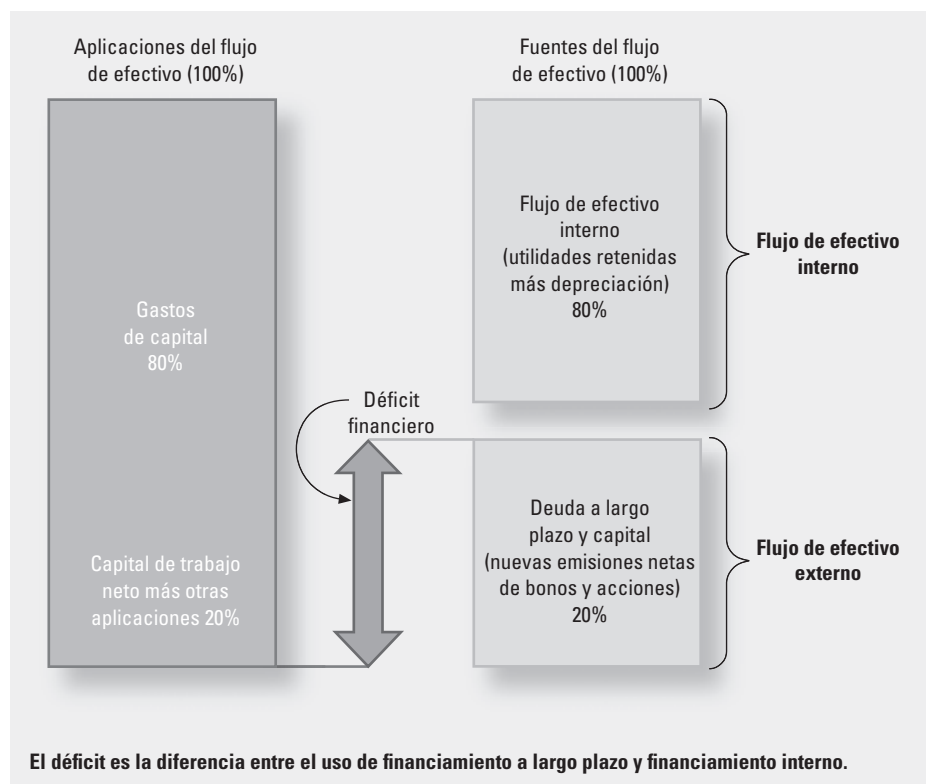 Aplicaciones del flujo
de efectivo (100%)
Fuentes del flujo
de efectivo (100%)
Gastos
de capital
80%
Capital de trabajo
neto más otras
aplicaciones 20%
Déficit
financiero
Flujo de efectivo
interno
(utilidades retenidas
más depreciación)
80%
Flujo de efectivo
interno
Deuda a largo
plazo y capital
(nuevas emisiones netas
de bonos y acciones)
20%
Flujo de efectivo
externo
El déficit es la diferencia entre el uso de financiamiento a largo plazo y financiamiento interno.